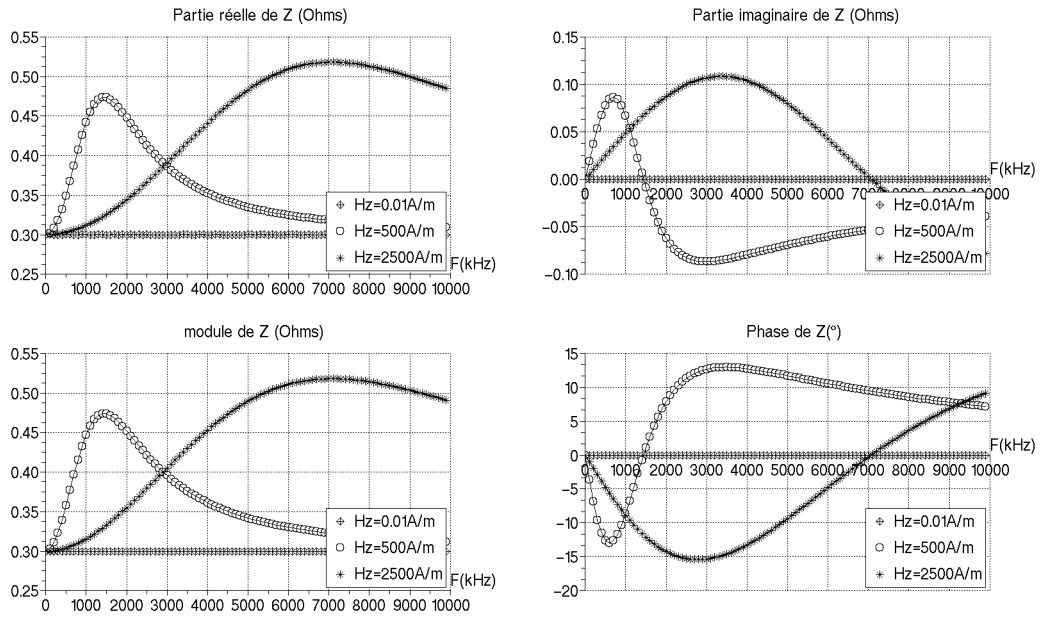 Partie réelle de Z (Ohms)
0.55
0.50
0.45
0.40
0.35
0.30
0.25
0 1000 2000 3000 4000 5000 6000 7000 8000 9000 10000
F(kHz)
Hz=0.01A/m
Hz=500A/m
Hz=2500A/m
Partie imaginaire de Z (Ohms)
0.15
0.10
0.05
0.00
−0.05
−0.10
0 1000 2000 3000 4000 5000 6000 7000 8000 9000 10000
F(kHz)
Hz=0.01A/m
Hz=500A/m
Hz=2500A/m
module de Z (Ohms)
0.55
0.50
0.45
0.40
0.35
0.30
0.25
0 1000 2000 3000 4000 5000 6000 7000 8000 9000 10000
F(kHz)
Hz=0.01A/m
Hz=500A/m
Hz=2500A/m
Phase de Z(°)
15
10
5
0
−5
−10
−15
−20
0 1000 2000 3000 4000 5000 6000 7000 8000 9000 10000
F(kHz)
Hz=0.01A/m
Hz=500A/m
Hz=2500A/m